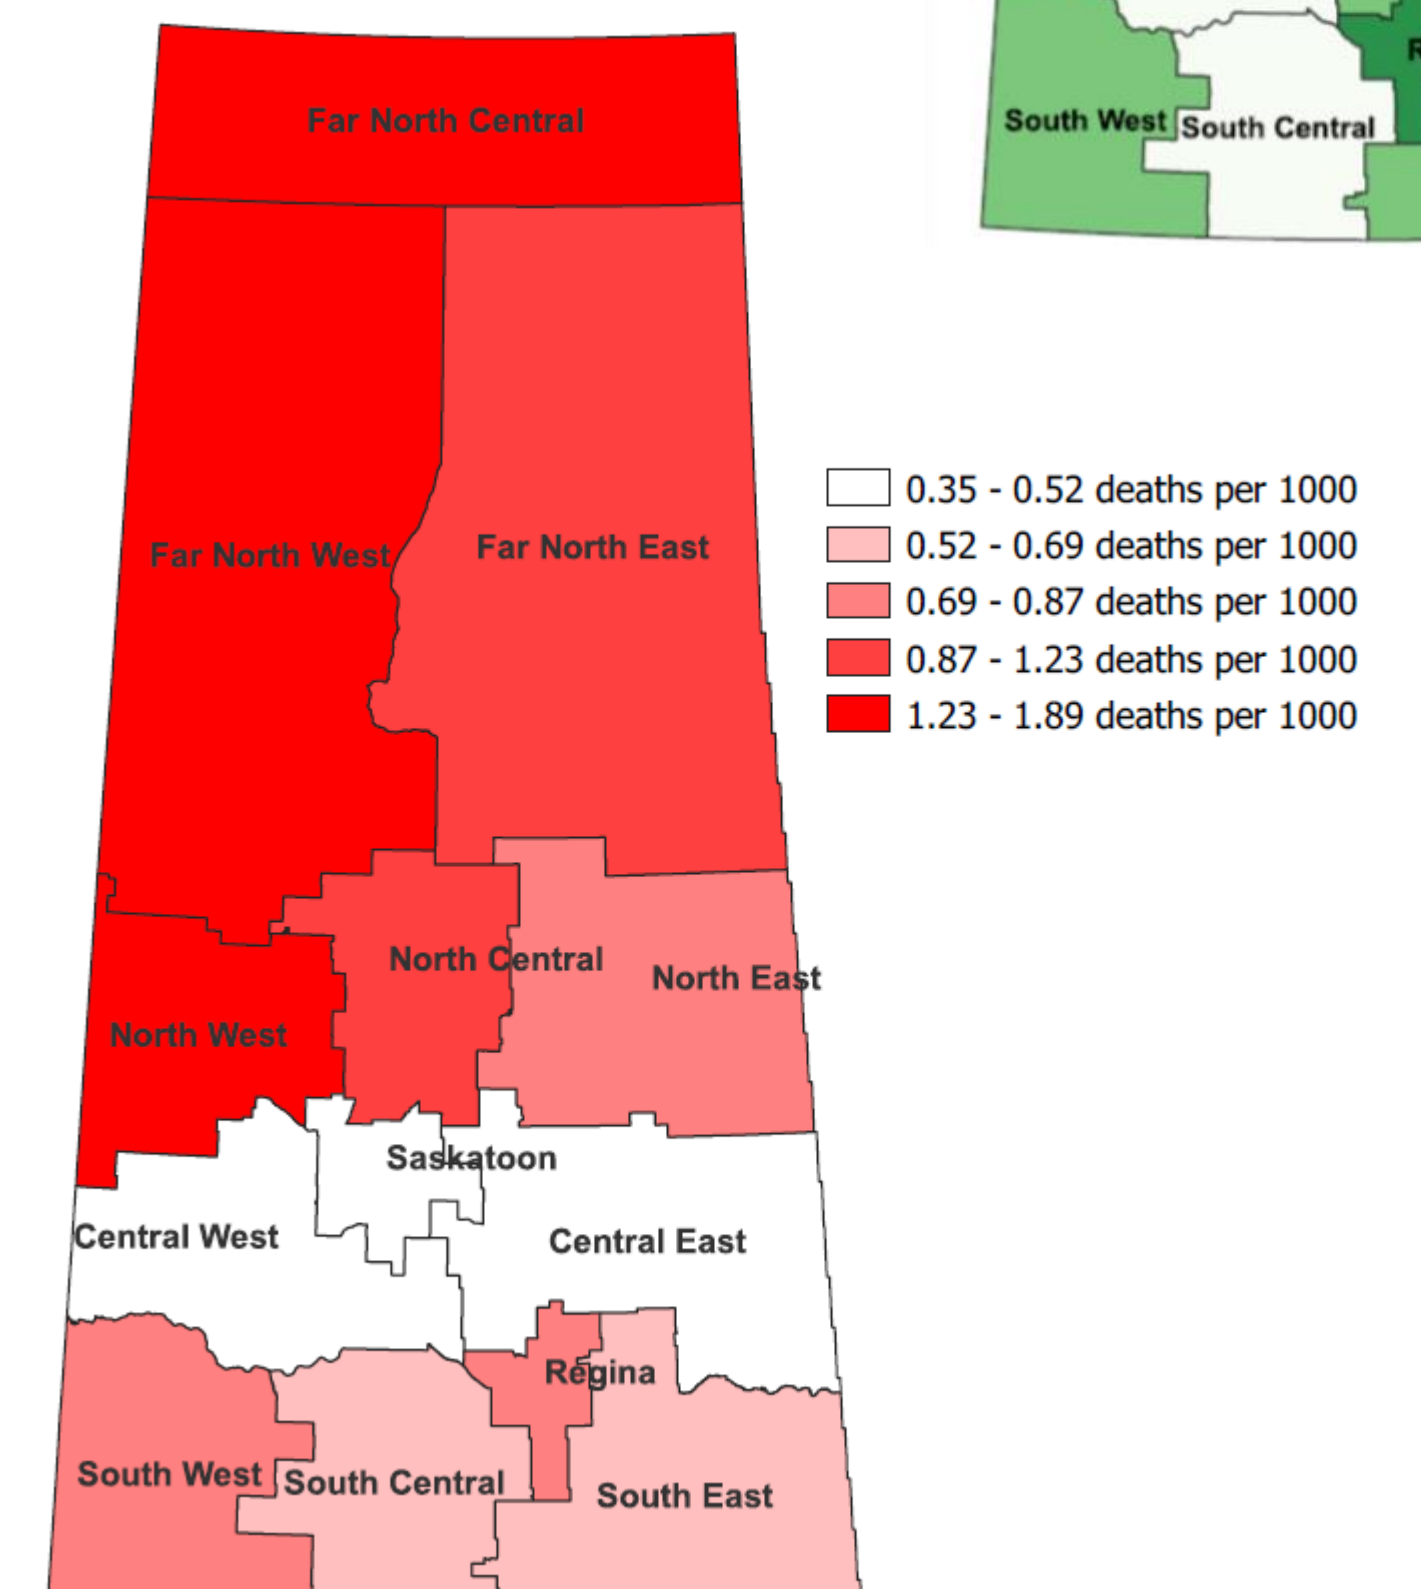 Far North Central
South West
South Central
R
0.35 - 0.52 deaths per 1000
Far North West
Far North East
0.52 - 0.69 deaths per 1000
0.69 - 0.87 deaths per 1000
0.87 - 1.23 deaths per 1000
1.23 - 1.89 deaths per 1000
North Central
North East
North West
Saskatoon
Central West
Central East
Regina
South West
South Central
South East